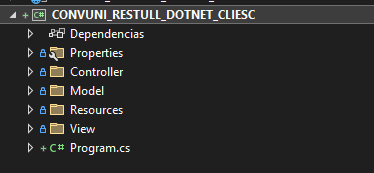 CONVUNI_RESTULL_DOTNET_CLIESC
Dependencias
Properties
Controller
Model
Resources
View
C# Program.cs